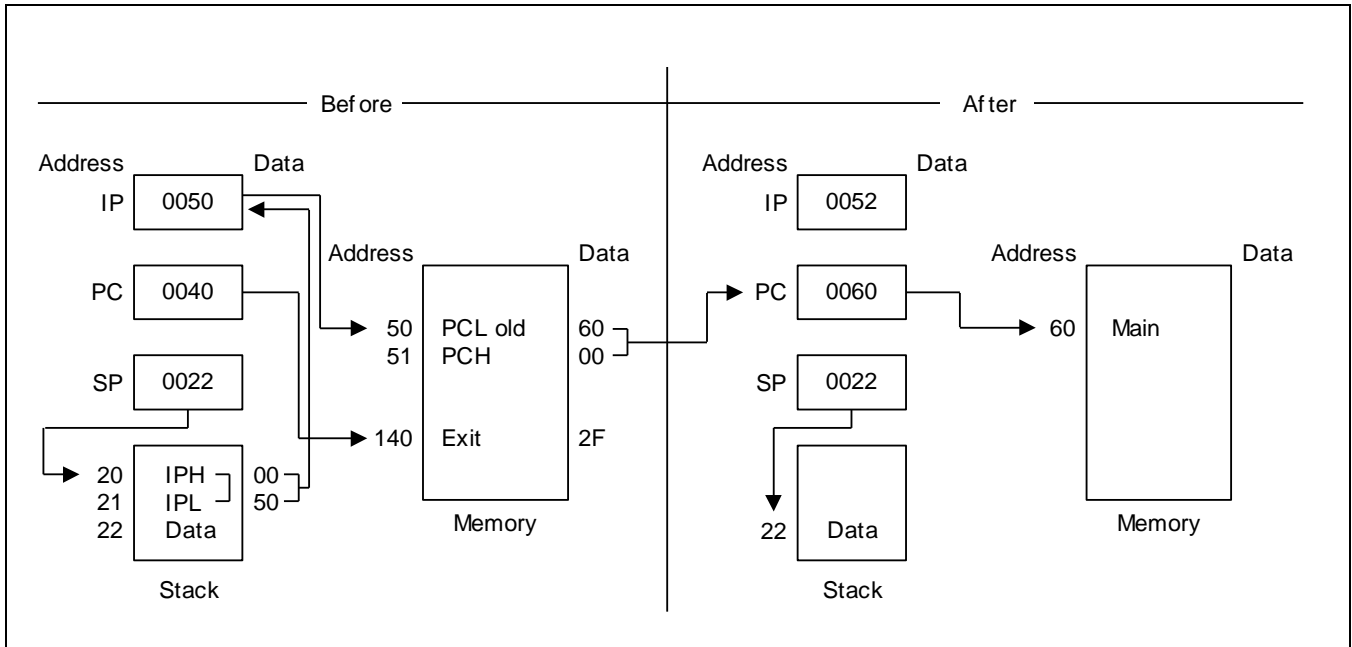 Before
Address Data
IP 0050
PC 0040
SP 0022
20 IPH 00
21 IPL 50
22 Data
Stack
Address Data
50 PCL old 60
51 PCH 00
140 Exit 2F
Memory
After
Address Data
IP 0052
PC 0060
SP 0022
22 Data
Stack
Address Data
60 Main
Memory